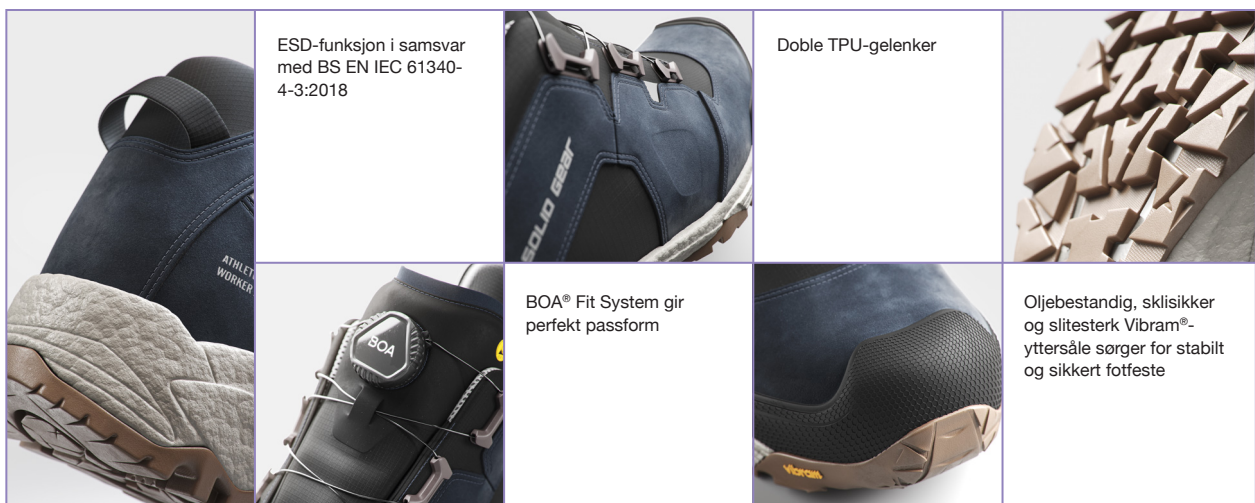 ESD-funksjon i samsvar
med BS EN IEC 61340-
4-3:2018
SOLID GEAR
Doble TPU-gelenker
ATHLET
WORKER
BOA
BOA® Fit System gir
perfekt passform
vibram
Oljebestandig, sklisikker
og slitesterk Vibram®-
yttersåle sørger for stabilt
og sikkert fotfeste